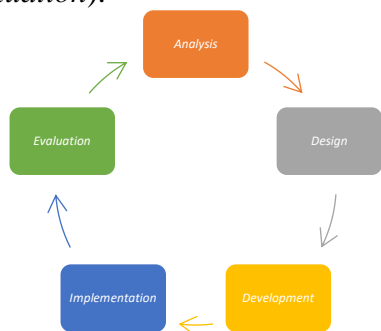 Analysis
Evaluation
Design
Implementation
Development